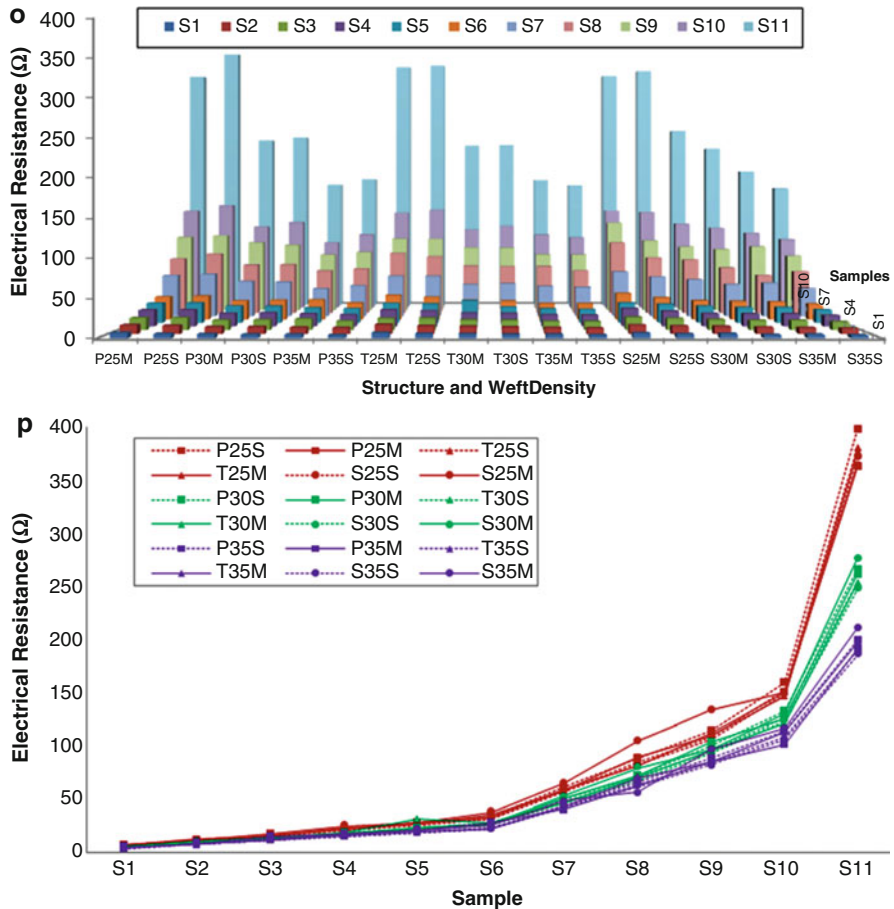 o
S1 S2 S3 S4 S5 S6 S7 S8 S9 S10 S11
Electrical Resistance (Ω)
400
350
300
250
200
150
100
50
0
Samples
S10
S7
S4
S1
P25M P25S P30M P30S P35M P35S T25M T25S T30M T30S T35M T35S S25M S25S S30M S30S S35M S35S
Structure and WeftDensity
p
Electrical Resistance (Ω)
400
350
300
250
200
150
100
50
0
P25S P25M T25S
T25M S25S S25M
P30S P30M T30S
T30M S30S S30M
P35S P35M T35S
T35M S35S S35M
S1 S2 S3 S4 S5 S6 S7 S8 S9 S10 S11
Sample